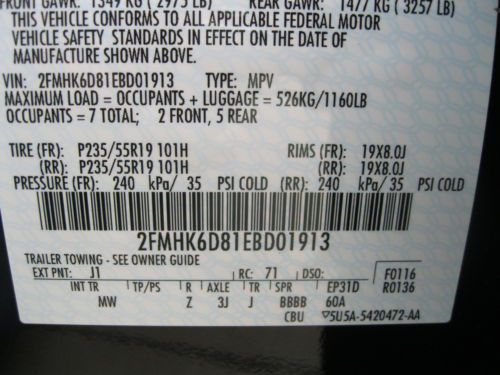 FRONT GAWR: 1349 KG ( 2975 LB) REAR GAWR: 1477 KG ( 3257 LB)
THIS VEHICLE CONFORMS TO ALL APPLICABLE FEDERAL MOTOR
VEHICLE SAFETY STANDARDS IN EFFECT ON THE DATE OF
MANUFACTURE SHOWN ABOVE.
VIN: 2FMHK6D81EBD01913 TYPE: MPV
MAXIMUM LOAD = OCCUPANTS + LUGGAGE = 526KG/1160LB
OCCUPANTS = 7 TOTAL; 2 FRONT, 5 REAR
TIRE (FR): P235/55R19 101H RIMS (FR): 19X8.0J
(RR): P235/55R19 101H (RR): 19X8.0J
PRESSURE (FR): 240 kPa/ 35 PSI COLD (RR): 240 kPa/ 35 PSI COLD
2FMHK6D81EBD01913
TRAILER TOWING - SEE OWNER GUIDE
EXT PNT: J1 RC: 71 DSO: F0116
INT TR TP/PS R AXLE TR SPR EP31D R0136
MW Z 3J J BBBB 60A
CBU ▽5U5A-5420472-AA